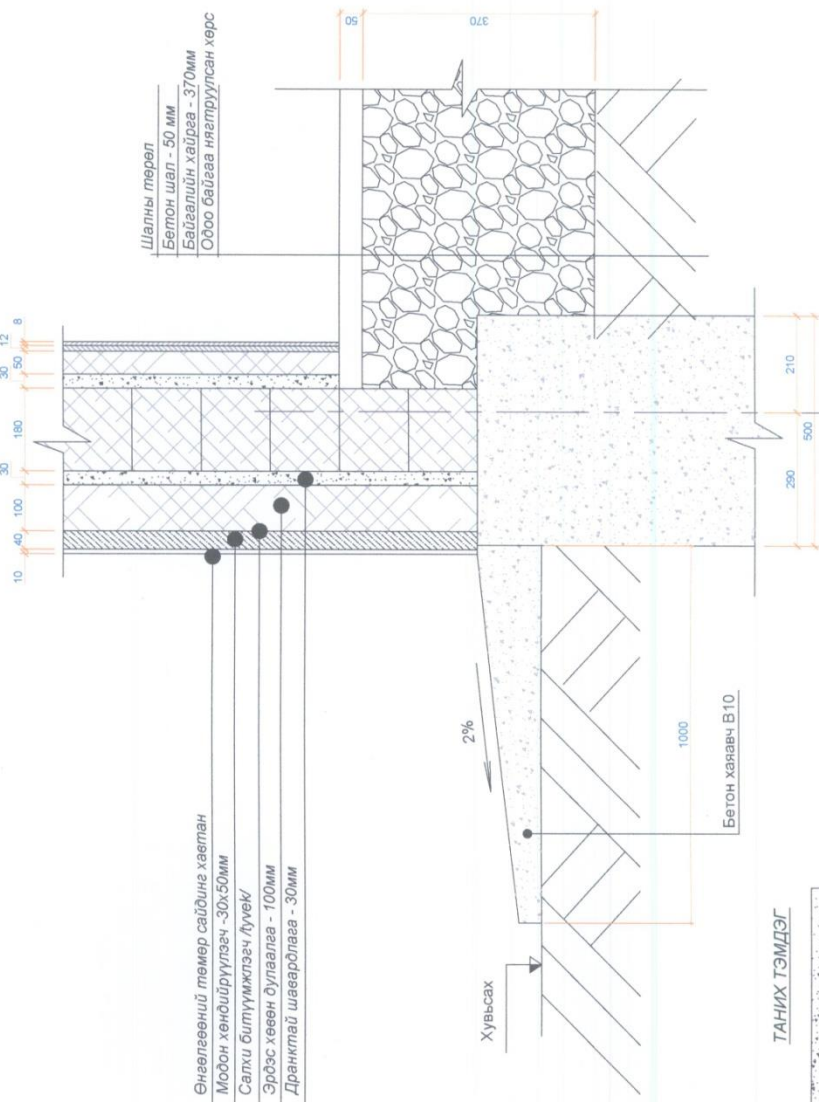 Өнгөлгөөний төмөр сайдинг хавтан
Модон хөндийрүүлэгч -30x50мм
Салхи битүүмжлэгч /tyvek/
Эрдэс хөвөн дулаалга - 100мм
Дранктай шавардлага - 30мм
10
40
100
30
180
30
50
12
8
Шалны төрөл
Бетон шал - 50 мм
Байгалийн хайрга - 370мм
Одоо байгаа нягтруулсан хөрс
50
370
2%
Хувьсах
1000
Бетон хаяавч B10
290
210
500
ТАНИХ ТЭМДЭГ